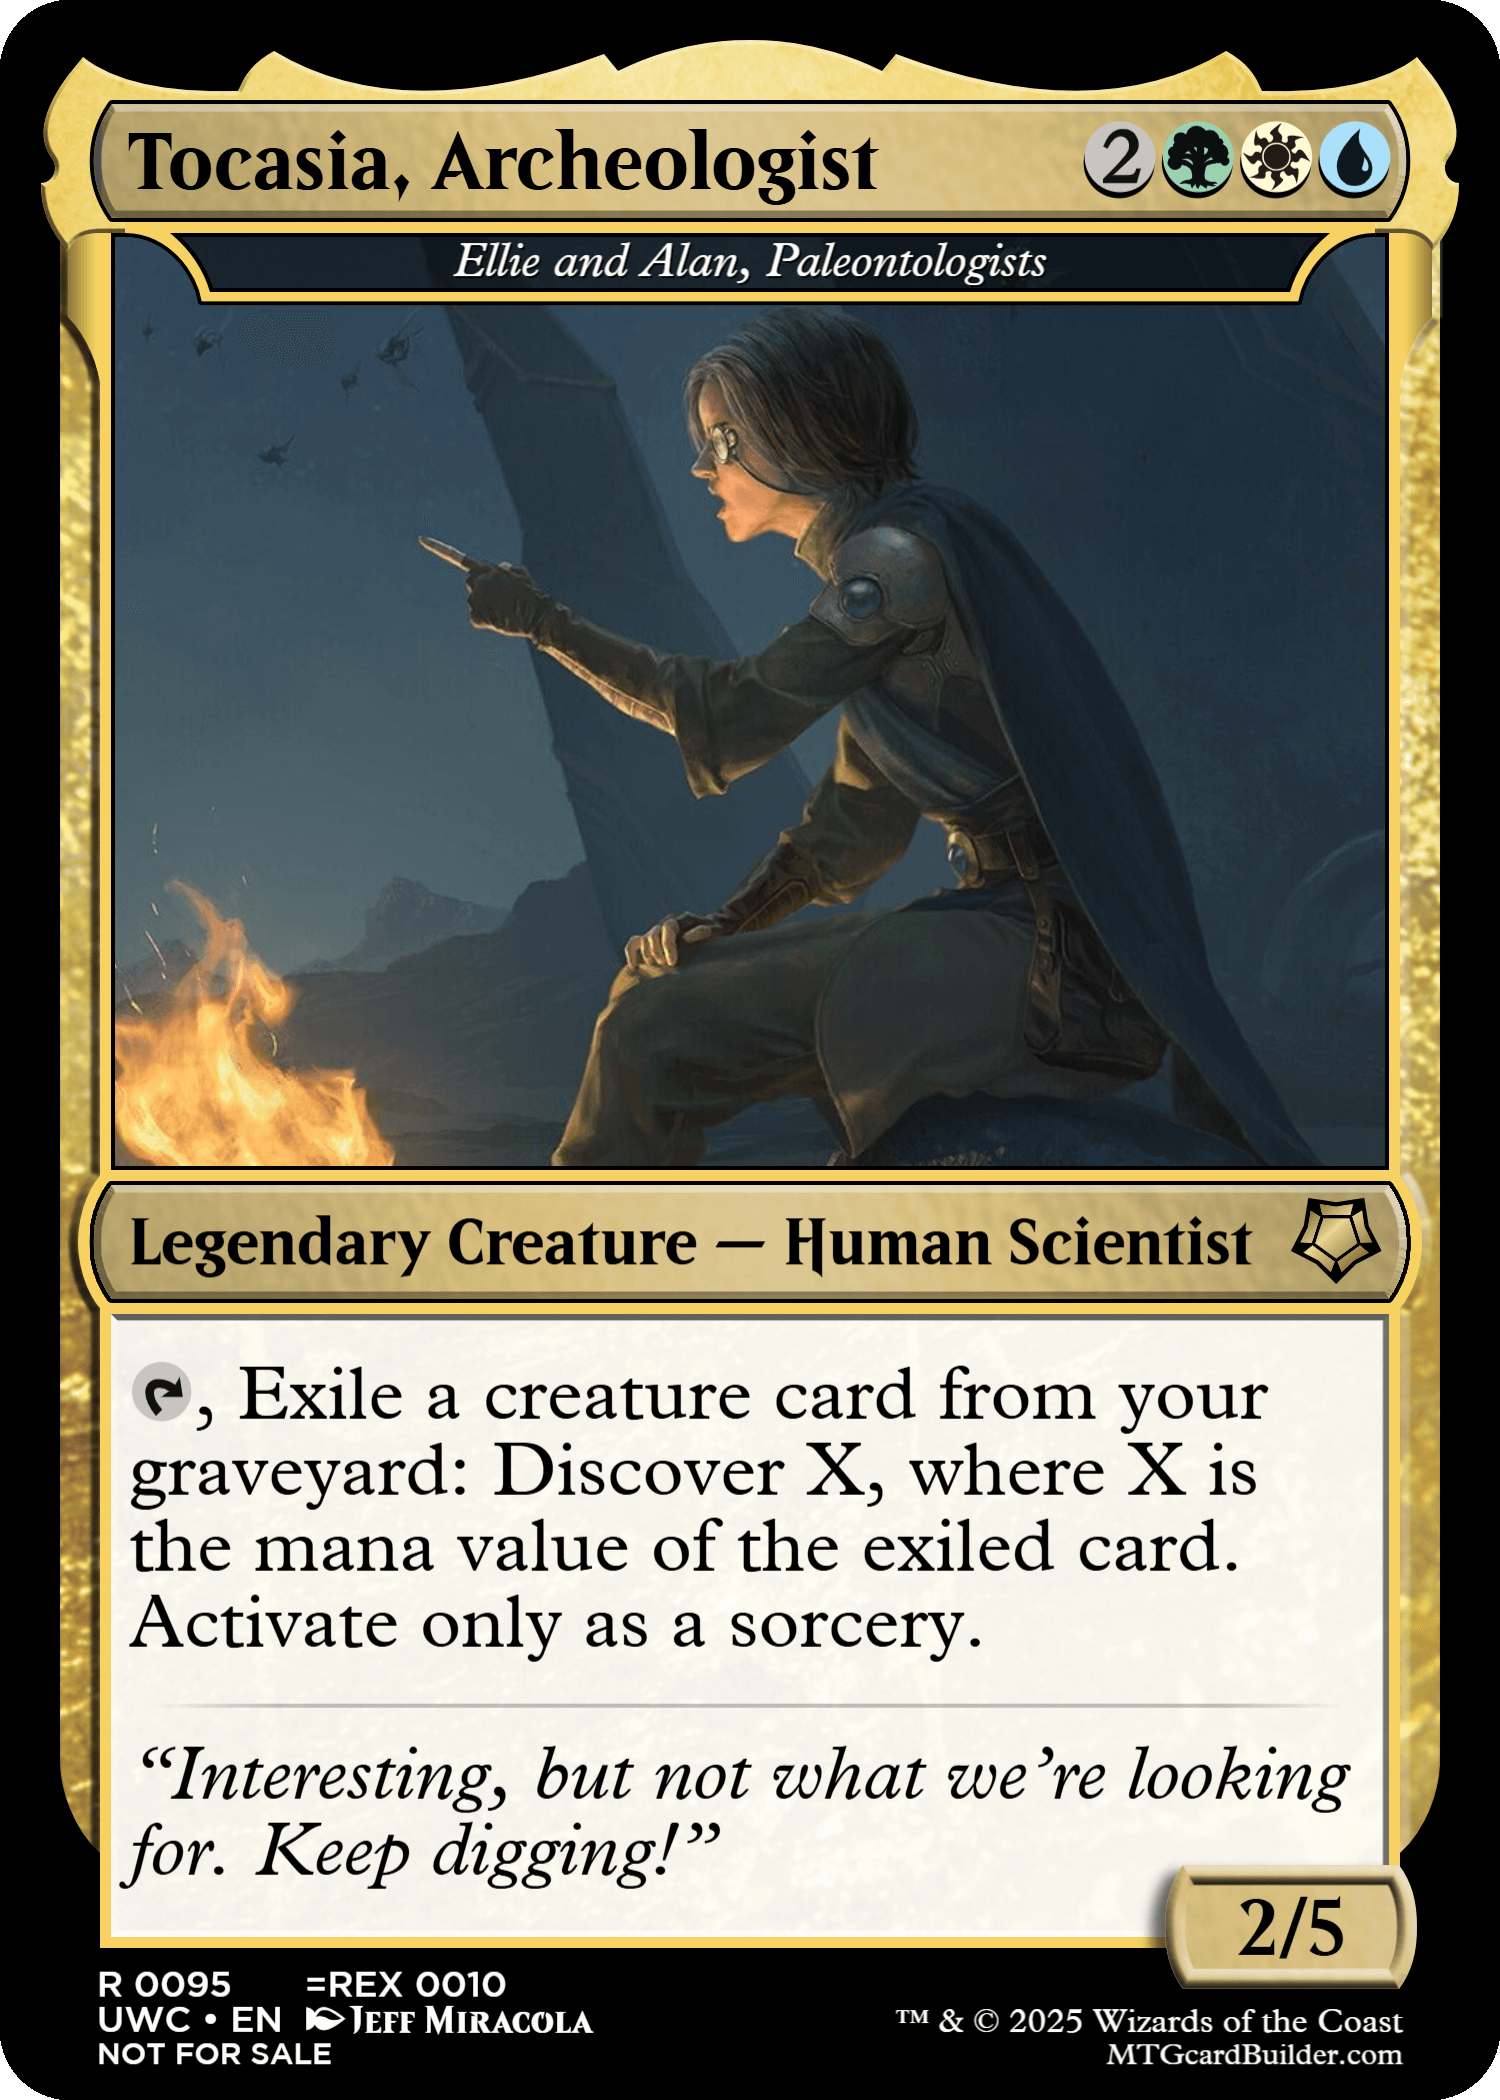 Tocasia, Archeologist 2
Ellie and Alan, Paleontologists
Legendary Creature — Human Scientist
, Exile a creature card from your
graveyard: Discover X, where X is
the mana value of the exiled card.
Activate only as a sorcery.
“Interesting, but not what we’re looking
for. Keep digging!”
2/5
R 0095 =REX 0010
UWC • EN JEFF MIRACOLA ™ & © 2025 Wizards of the Coast
NOT FOR SALE MTGcardBuilder.com